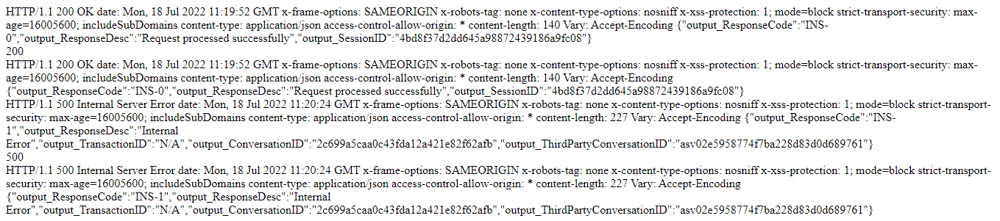 HTTP/1.1 200 OK date: Mon, 18 Jul 2022 11:19:52 GMT x-frame-options: SAMEORIGIN x-robots-tag: none x-content-type-options: nosniff x-xss-protection: 1; mode=block strict-transport-security: max-
age=16005600; includeSubDomains content-type: application/json access-control-allow-origin: * content-length: 140 Vary: Accept-Encoding {"output_ResponseCode":"INS-
0","output_ResponseDesc":"Request processed successfully","output_SessionID":"4bd8f37d2dd645a98872439186a9fc08"}
200
HTTP/1.1 200 OK date: Mon, 18 Jul 2022 11:19:52 GMT x-frame-options: SAMEORIGIN x-robots-tag: none x-content-type-options: nosniff x-xss-protection: 1; mode=block strict-transport-security: max-
age=16005600; includeSubDomains content-type: application/json access-control-allow-origin: * content-length: 140 Vary: Accept-Encoding
{"output_ResponseCode":"INS-0","output_ResponseDesc":"Request processed successfully","output_SessionID":"4bd8f37d2dd645a98872439186a9fc08"}
HTTP/1.1 500 Internal Server Error date: Mon, 18 Jul 2022 11:20:24 GMT x-frame-options: SAMEORIGIN x-robots-tag: none x-content-type-options: nosniff x-xss-protection: 1; mode=block strict-transport-
security: max-age=16005600; includeSubDomains content-type: application/json access-control-allow-origin: * content-length: 227 Vary: Accept-Encoding {"output_ResponseCode":"INS-
1","output_ResponseDesc":"Internal
Error","output_TransactionID":"N/A","output_ConversationID":"2c699a5caa0c43fda12a421e82f62afb","output_ThirdPartyConversationID":"asv02e5958774f7ba228d83d0d689761"}
500
HTTP/1.1 500 Internal Server Error date: Mon, 18 Jul 2022 11:20:24 GMT x-frame-options: SAMEORIGIN x-robots-tag: none x-content-type-options: nosniff x-xss-protection: 1; mode=block strict-transport-
security: max-age=16005600; includeSubDomains content-type: application/json access-control-allow-origin: * content-length: 227 Vary: Accept-Encoding
{"output_ResponseCode":"INS-1","output_ResponseDesc":"Internal
Error","output_TransactionID":"N/A","output_ConversationID":"2c699a5caa0c43fda12a421e82f62afb","output_ThirdPartyConversationID":"asv02e5958774f7ba228d83d0d689761"}